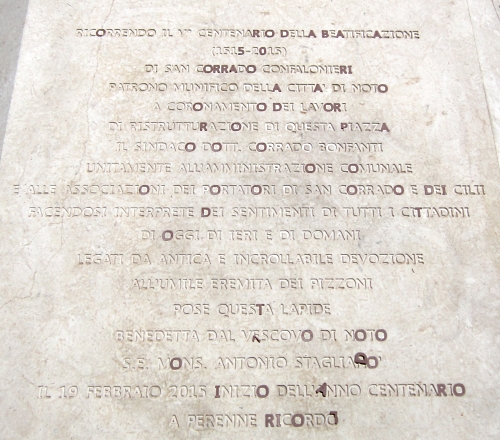 RICORRENDO IL V° CENTENARIO DELLA BEATIFICAZIONE
(1515-2015)
DI SAN CORRADO CONFALONIERI
PATRONO MUNIFICO DELLA CITTA' DI NOTO
A CORONAMENTO DEI LAVORI
DI RISTRUTTURAZIONE DI QUESTA PIAZZA
IL SINDACO DOTT. CORRADO BONFANTI
UNITAMENTE ALL'AMMINISTRAZIONE COMUNALE
E ALLE ASSOCIAZIONI DEI PORTATORI DI SAN CORRADO E DEI CILII
FACENDOSI INTERPRETE DEI SENTIMENTI DI TUTTI I CITTADINI
DI OGGI DI IERI E DI DOMANI
LEGATI DA ANTICA E INCROLLABILE DEVOZIONE
ALL'UMILE EREMITA DEI PIZZONI
POSE QUESTA LAPIDE
BENEDETTA DAL VESCOVO DI NOTO
S.E. MONS. ANTONIO STAGLIANO'
IL 19 FEBBRAIO 2015 INIZIO DELL'ANNO CENTENARIO
A PERENNE RICORDO